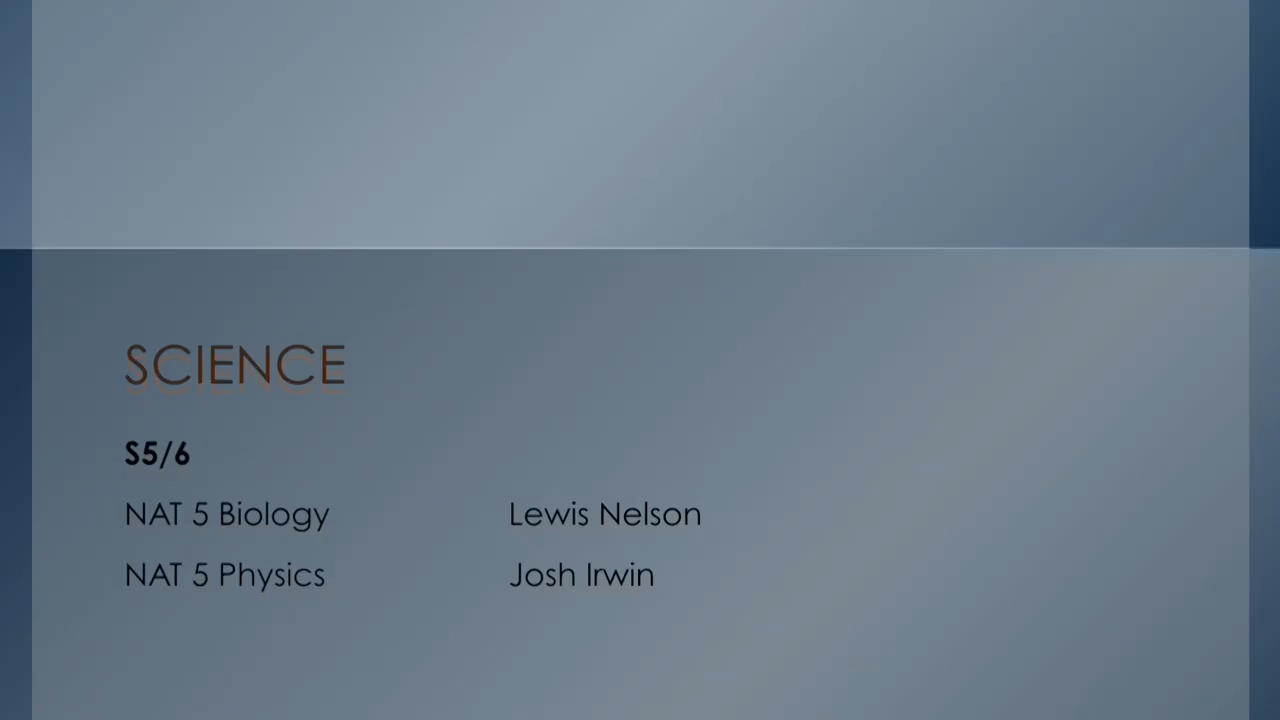 SCIENCE
S5/6
NAT 5 Biology Lewis Nelson
NAT 5 Physics Josh Irwin